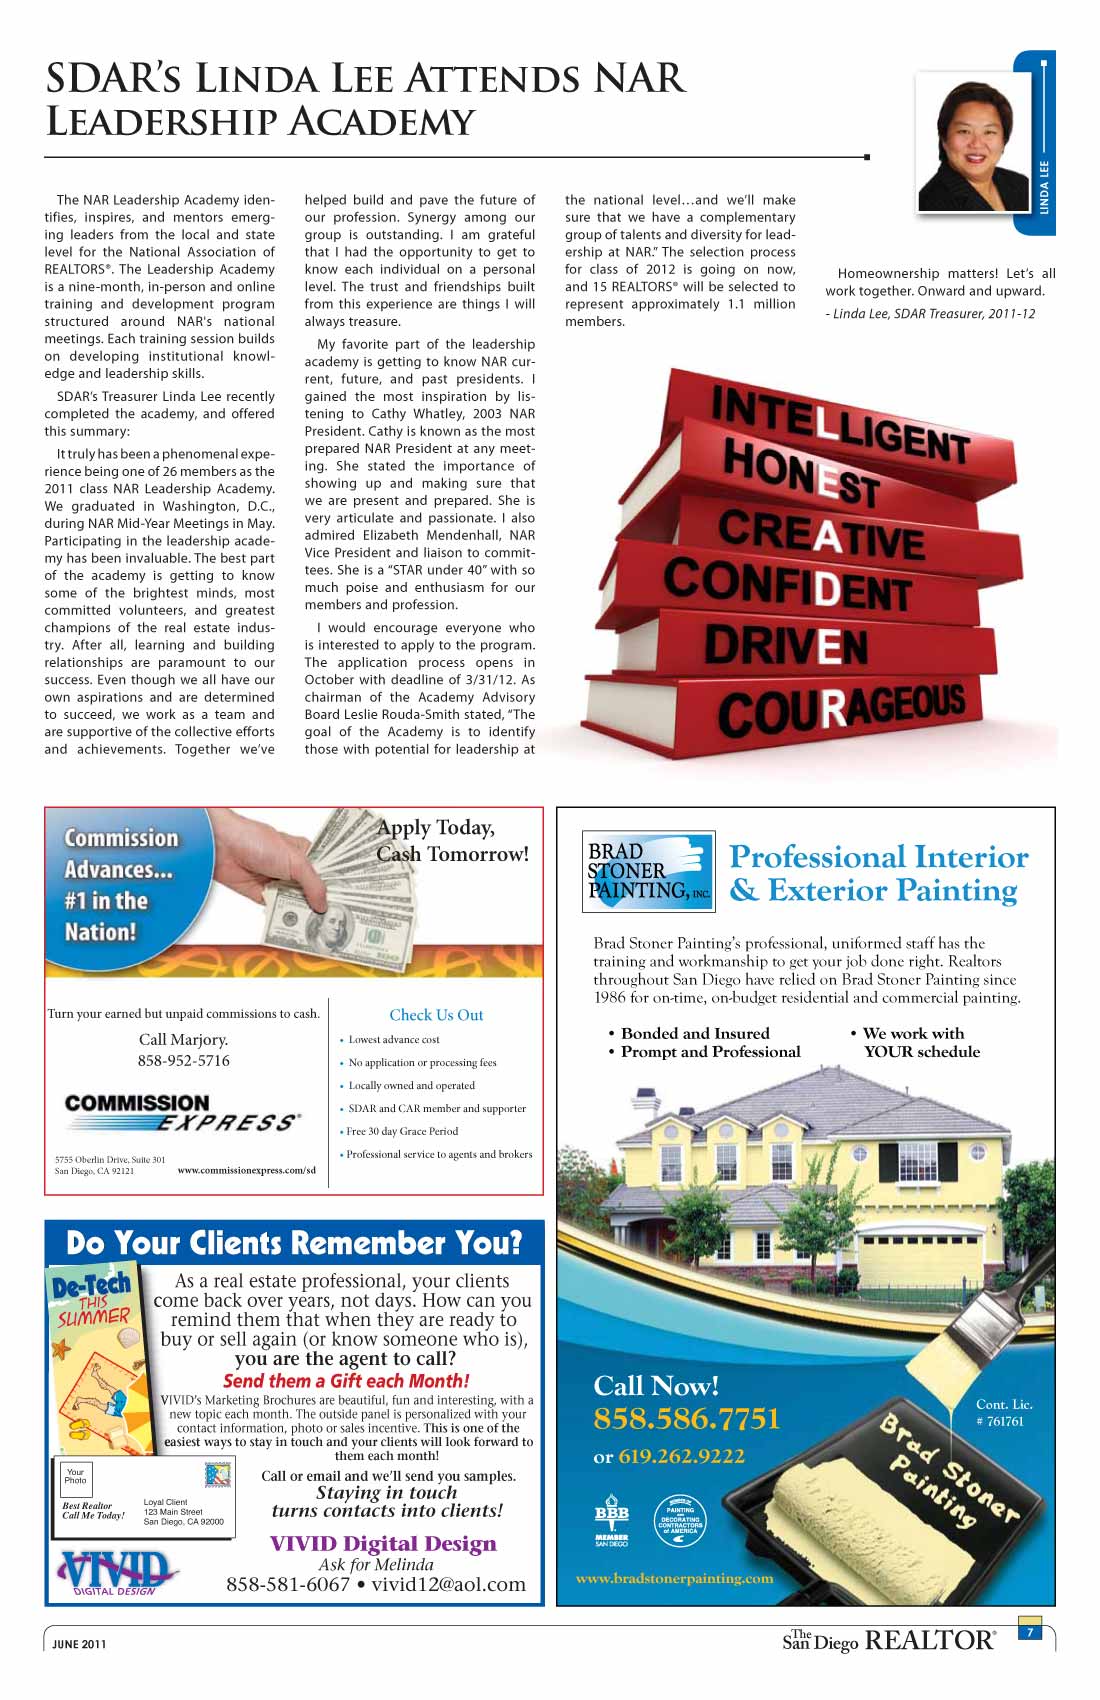 SDAR'S LINDA LEE ATTENDS NAR
LEADERSHIP ACADEMY
LINDA LEE
The NAR Leadership Academy iden-
tifies, inspires, and mentors emerg-
ing leaders from the local and state
level for the National Association of
REALTORS®. The Leadership Academy
is a nine-month, in-person and online
training and development program
structured around NAR's national
meetings. Each training session builds
on developing institutional knowl-
edge and leadership skills.
SDAR's Treasurer Linda Lee recently
completed the academy, and offered
this summary:
It truly has been a phenomenal expe-
rience being one of 26 members as the
2011 class NAR Leadership Academy.
We graduated in Washington, D.C.,
during NAR Mid-Year Meetings in May.
Participating in the leadership acade-
my has been invaluable. The best part
of the academy is getting to know
some of the brightest minds, most
committed volunteers, and greatest
champions of the real estate indus-
try. After all, learning and building
relationships are paramount to our
success. Even though we all have our
own aspirations and are determined
to succeed, we work as a team and
are supportive of the collective efforts
and achievements. Together we've
helped build and pave the future of
our profession. Synergy among our
group is outstanding. I am grateful
that I had the opportunity to get to
know each individual on a personal
level. The trust and friendships built
from this experience are things I will
always treasure.
My favorite part of the leadership
academy is getting to know NAR cur-
rent, future, and past presidents. I
gained the most inspiration by lis-
tening to Cathy Whatley, 2003 NAR
President. Cathy is known as the most
prepared NAR President at any meet-
ing. She stated the importance of
showing up and making sure that
we are present and prepared. She is
very articulate and passionate. I also
admired Elizabeth Mendenhall, NAR
Vice President and liaison to commit-
tees. She is a "STAR under 40" with so
much poise and enthusiasm for our
members and profession.
I would encourage everyone who
is interested to apply to the program.
The application process opens in
October with deadline of 3/31/12. As
chairman of the Academy Advisory
Board Leslie Rouda-Smith stated, "The
goal of the Academy is to identify
those with potential for leadership at
the national level…and we'll make
sure that we have a complementary
group of talents and diversity for lead-
ership at NAR." The selection process
for class of 2012 is going on now,
and 15 REALTORS® will be selected to
represent approximately 1.1 million
members.
Homeownership matters! Let's all
work together. Onward and upward.
- Linda Lee, SDAR Treasurer, 2011-12
INTELLIGENT
HONEST
CREATIVE
CONFIDENT
DRIVEN
COURAGEOUS
Commission
Advances...
#1 in the
Nation!
Apply Today,
Cash Tomorrow!
Turn your earned but unpaid commissions to cash.
Call Marjory.
858-952-5716
COMMISSION
EXPRESS®
5755 Oberlin Drive, Suite 301
San Diego, CA 92121
www.commissionexpress.com/sd
Check Us Out
• Lowest advance cost
• No application or processing fees
• Locally owned and operated
• SDAR and CAR member and supporter
• Free 30 day Grace Period
• Professional service to agents and brokers
Do Your Clients Remember You?
De-Tech
THIS
SUMMER
As a real estate professional, your clients
come back over years, not days. How can you
remind them that when they are ready to
buy or sell again (or know someone who is),
you are the agent to call?
Send them a Gift each Month!
VIVID's Marketing Brochures are beautiful, fun and interesting, with a
new topic each month. The outside panel is personalized with your
contact information, photo or sales incentive. This is one of the
easiest ways to stay in touch and your clients will look forward to
them each month!
Your
Photo
Best Realtor
Call Me Today!
Loyal Client
123 Main Street
San Diego, CA 92000
Call or email and we'll send you samples.
Staying in touch
turns contacts into clients!
VIVID Digital Design
Ask for Melinda
858-581-6067 • vivid12@aol.com
VIVID
DIGITAL DESIGN
BRAD
STONER
PAINTING, INC.
Professional Interior
& Exterior Painting
Brad Stoner Painting's professional, uniformed staff has the
training and workmanship to get your job done right. Realtors
throughout San Diego have relied on Brad Stoner Painting since
1986 for on-time, on-budget residential and commercial painting.
• Bonded and Insured
• Prompt and Professional
• We work with
YOUR schedule
Call Now!
858.586.7751
or 619.262.9222
Cont. Lic.
# 761761
Brad Stoner
Painting
BBB
MEMBER
SAN DIEGO
MEMBER OF
PAINTING
AND
DECORATING
CONTRACTORS
of AMERICA
www.bradstonerpainting.com
JUNE 2011
The
San Diego REALTOR®
7